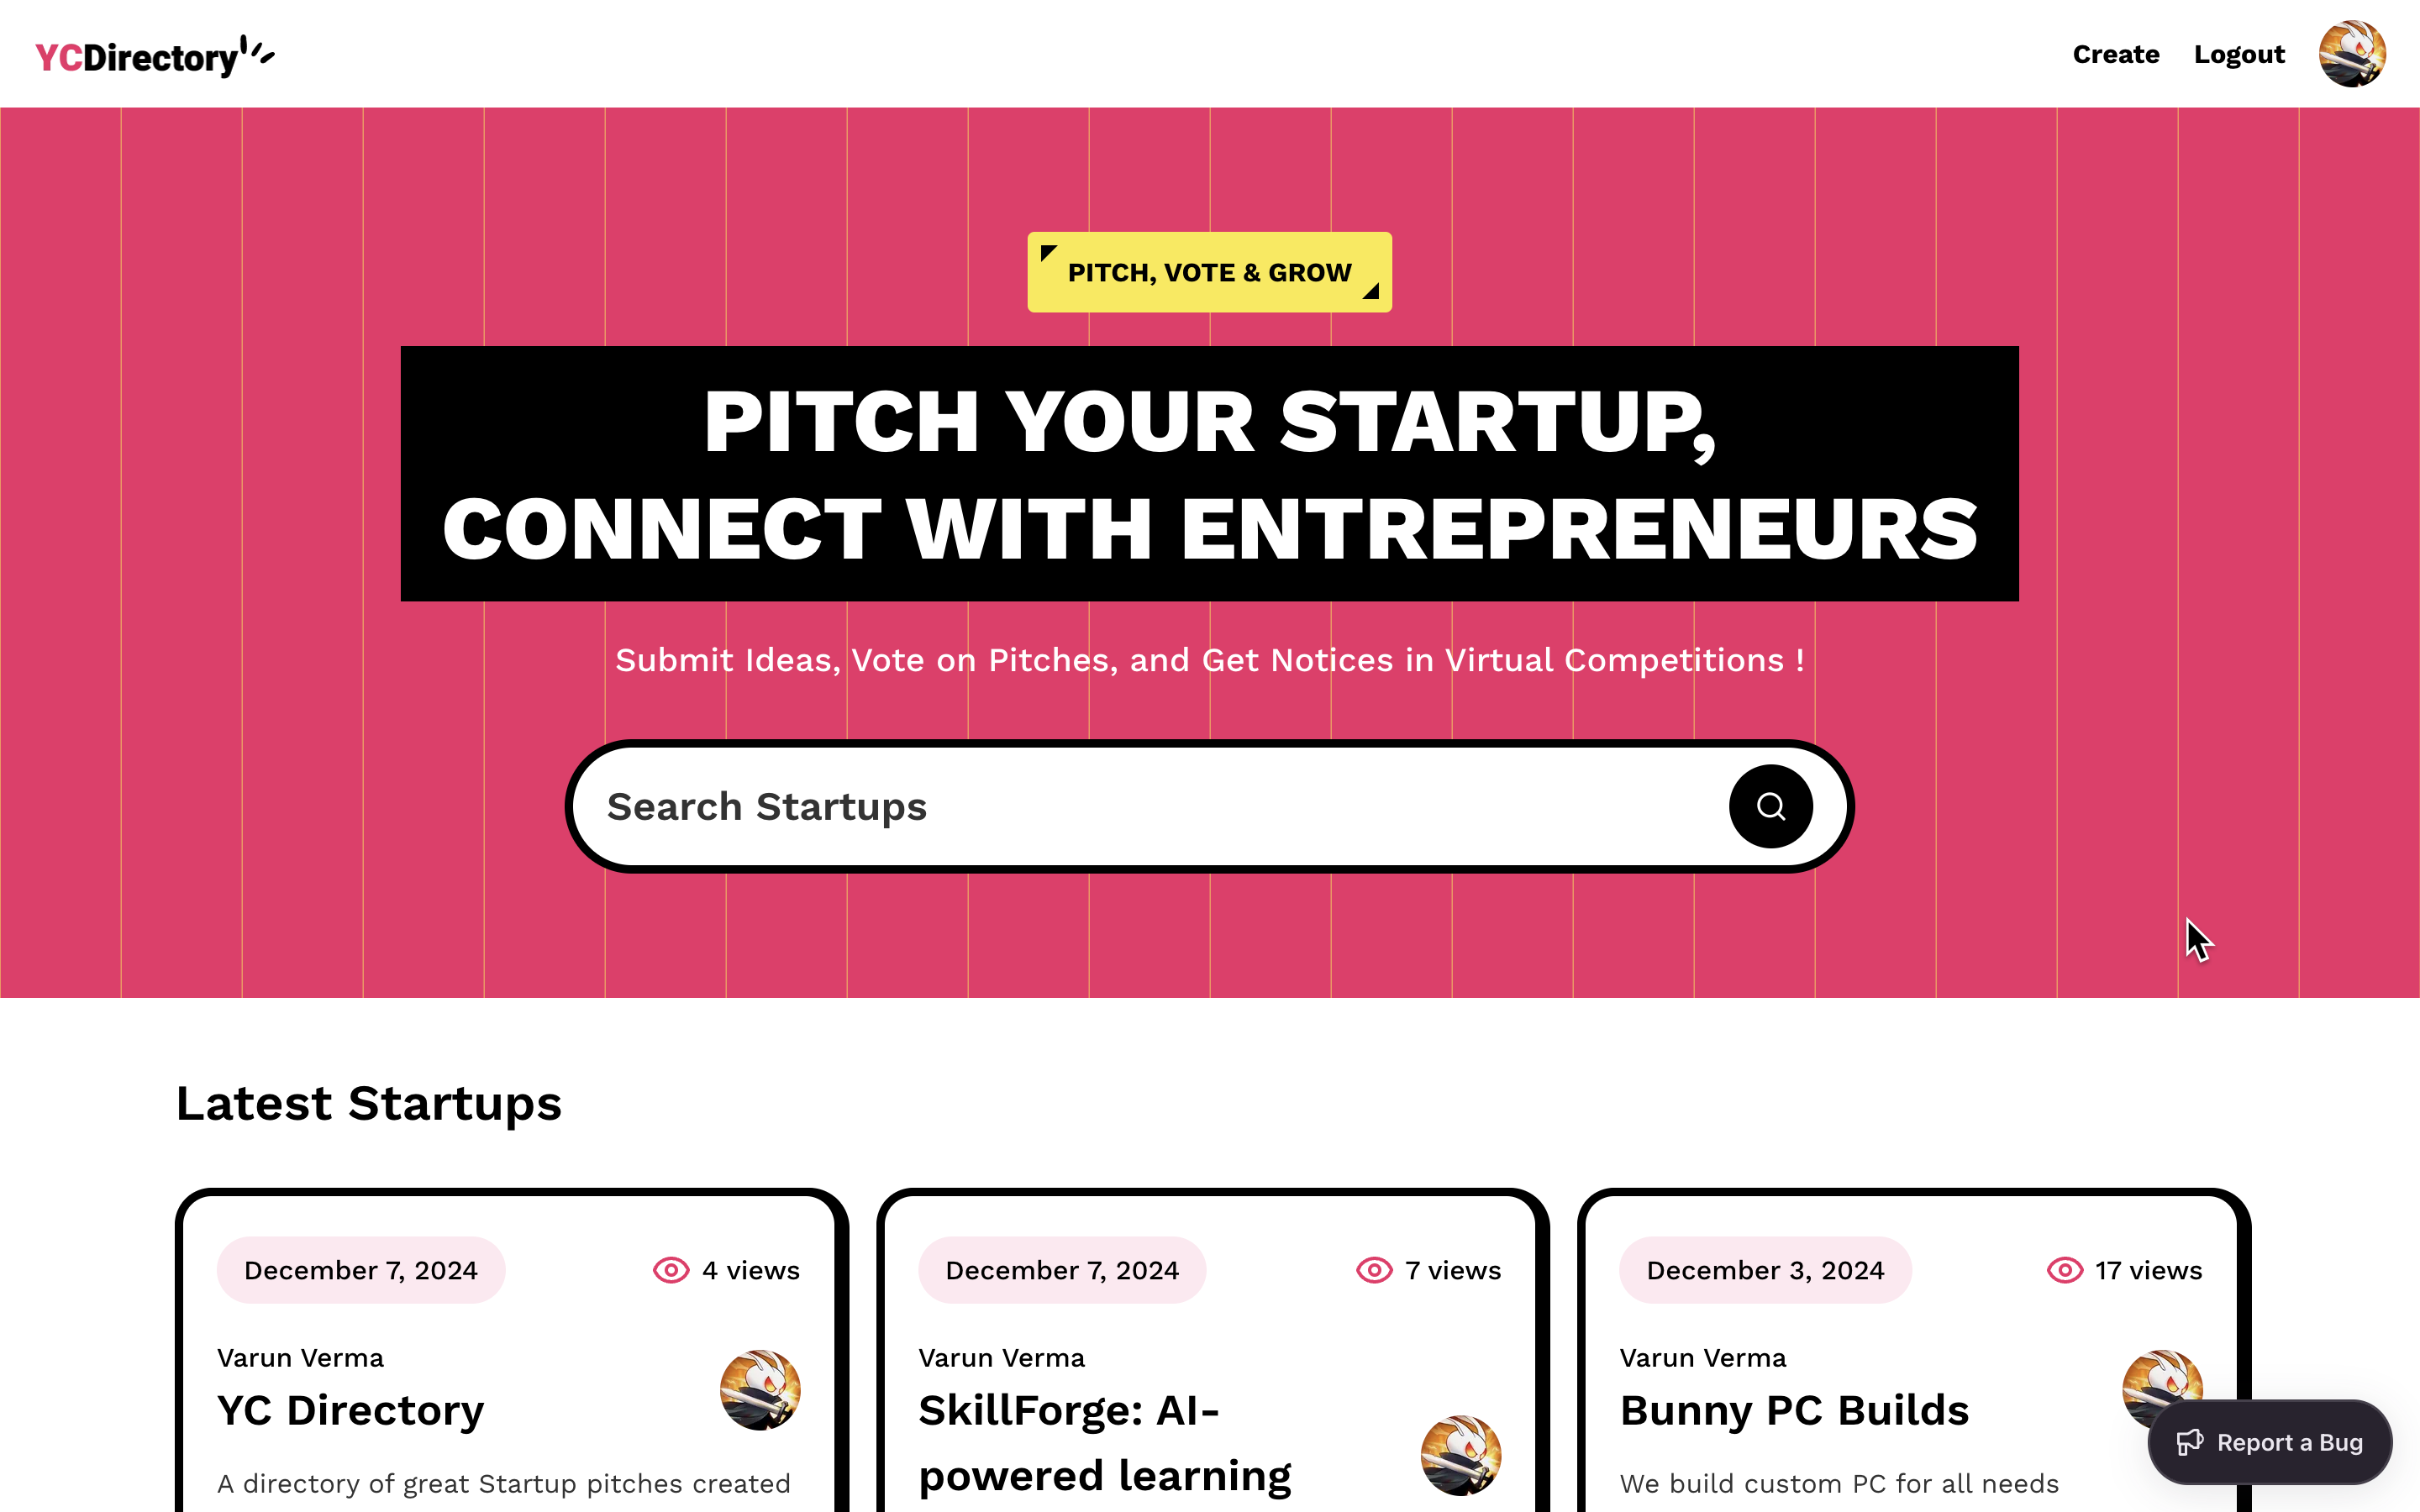 YCDirectory
Create Logout
PITCH, VOTE & GROW
PITCH YOUR STARTUP,
CONNECT WITH ENTREPRENEURS
Submit Ideas, Vote on Pitches, and Get Notices in Virtual Competitions !
Search Startups
Latest Startups
December 7, 2024
4 views
Varun Verma
YC Directory
A directory of great Startup pitches created
December 7, 2024
7 views
Varun Verma
SkillForge: AI-
powered learning
December 3, 2024
17 views
Varun Verma
Bunny PC Builds
We build custom PC for all needs
Report a Bug